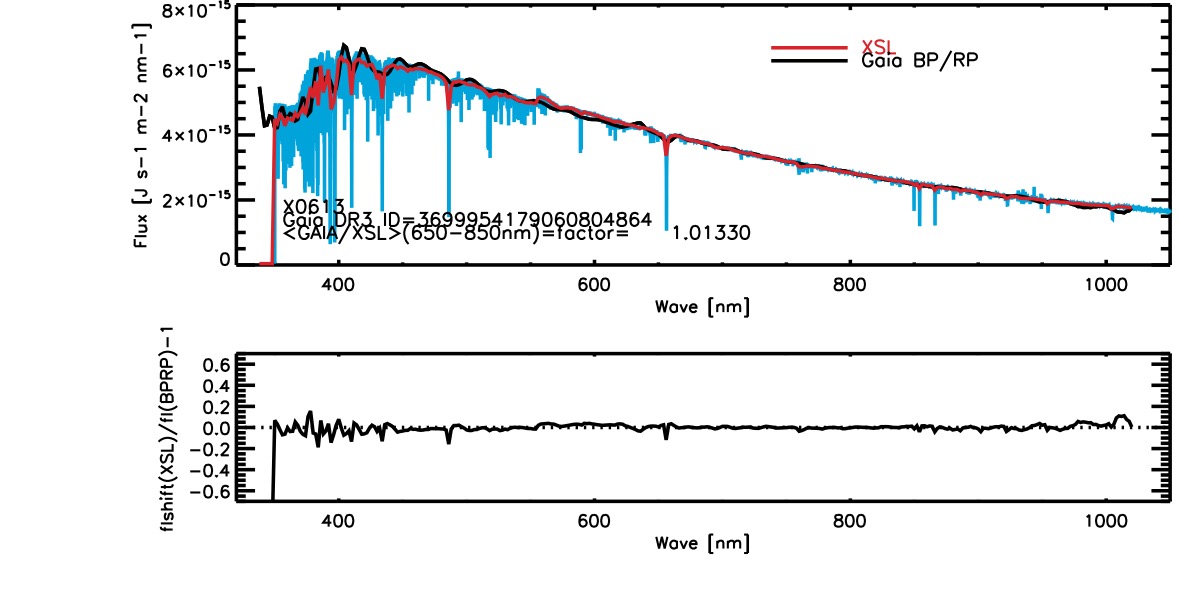 8×10−15
6×10−15
4×10−15
2×10−15
0
Flux [J s−1 m−2 nm−1]
XSL
Gaia BP/RP
X0613
Gaia DR3 ID=3699954179060804864
<GAIA/XSL>(650−850nm)=factor= 1.01330
400 600 800 1000
Wave [nm]
flshift(XSL)/fl(BPRP)−1
0.6
0.4
0.2
0.0
−0.2
−0.4
−0.6
400 600 800 1000
Wave [nm]